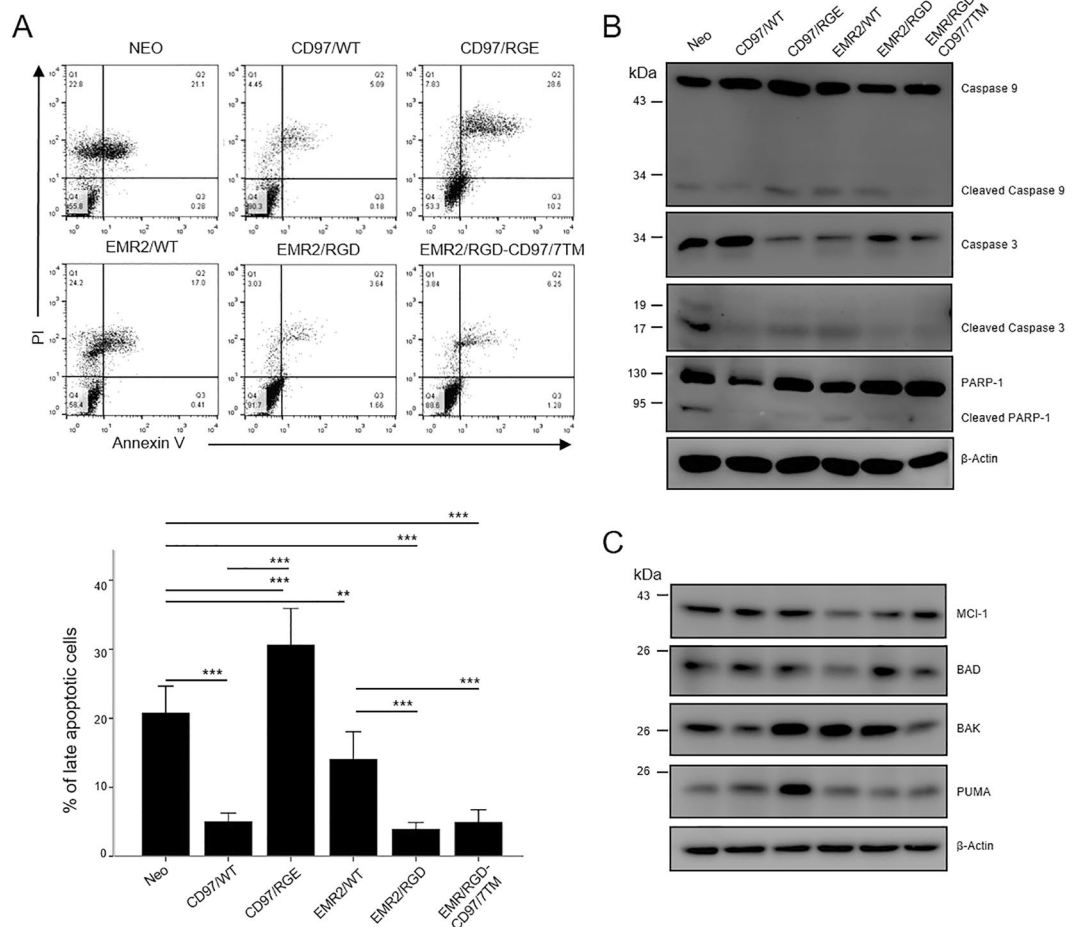 A
NEO
CD97/WT
CD97/RGE
Q1
22.8
Q2
21.1
Q4
55.8
Q3
0.28
Q1
4.45
Q2
5.09
Q4
90.3
Q3
0.18
Q1
7.83
Q2
28.6
Q4
53.3
Q3
10.2
EMR2/WT
EMR2/RGD
EMR2/RGD-CD97/7TM
Q1
24.2
Q2
17.0
Q4
58.4
Q3
0.41
Q1
3.03
Q2
3.64
Q4
91.7
Q3
1.66
Q1
3.84
Q2
6.25
Q4
88.6
Q3
1.28
PI
Annexin V
% of late apoptotic cells
40
30
20
10
0
***
***
***
***
**
***
***
***
Neo
CD97/WT
CD97/RGE
EMR2/WT
EMR2/RGD
EMR/RGD-
CD97/7TM
B
Neo
CD97/WT
CD97/RGE
EMR2/WT
EMR2/RGD
EMR/RGD
CD97/7TM
kDa
43
34
Caspase 9
Cleaved Caspase 9
34
Caspase 3
19
17
Cleaved Caspase 3
130
95
PARP-1
Cleaved PARP-1
β-Actin
C
kDa
43
MCl-1
26
BAD
26
BAK
26
PUMA
β-Actin